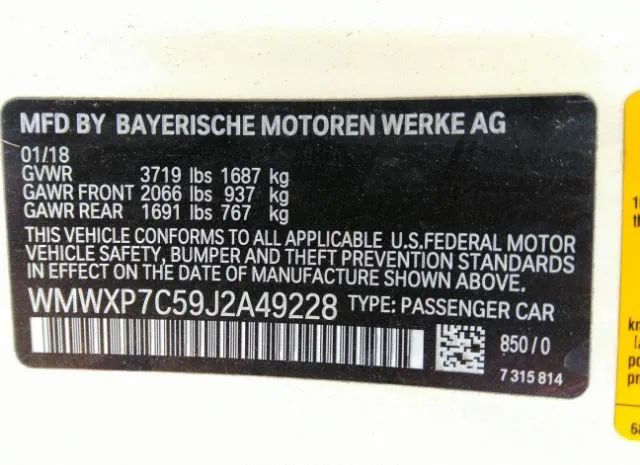 MFD BY BAYERISCHE MOTOREN WERKE AG
01/18
GVWR 3719 lbs 1687 kg
GAWR FRONT 2066 lbs 937 kg
GAWR REAR 1691 lbs 767 kg
THIS VEHICLE CONFORMS TO ALL APPLICABLE U.S.FEDERAL MOTOR
VEHICLE SAFETY, BUMPER AND THEFT PREVENTION STANDARDS
IN EFFECT ON THE DATE OF MANUFACTURE SHOWN ABOVE.
WMWXP7C59J2A49228 TYPE: PASSENGER CAR
850/0
7 315 814